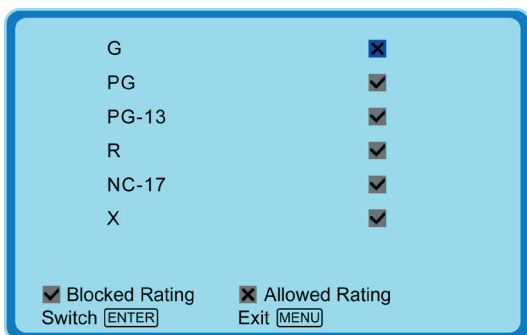 G
PG
PG-13
R
NC-17
X
Blocked Rating Allowed Rating
Switch ENTER Exit MENU